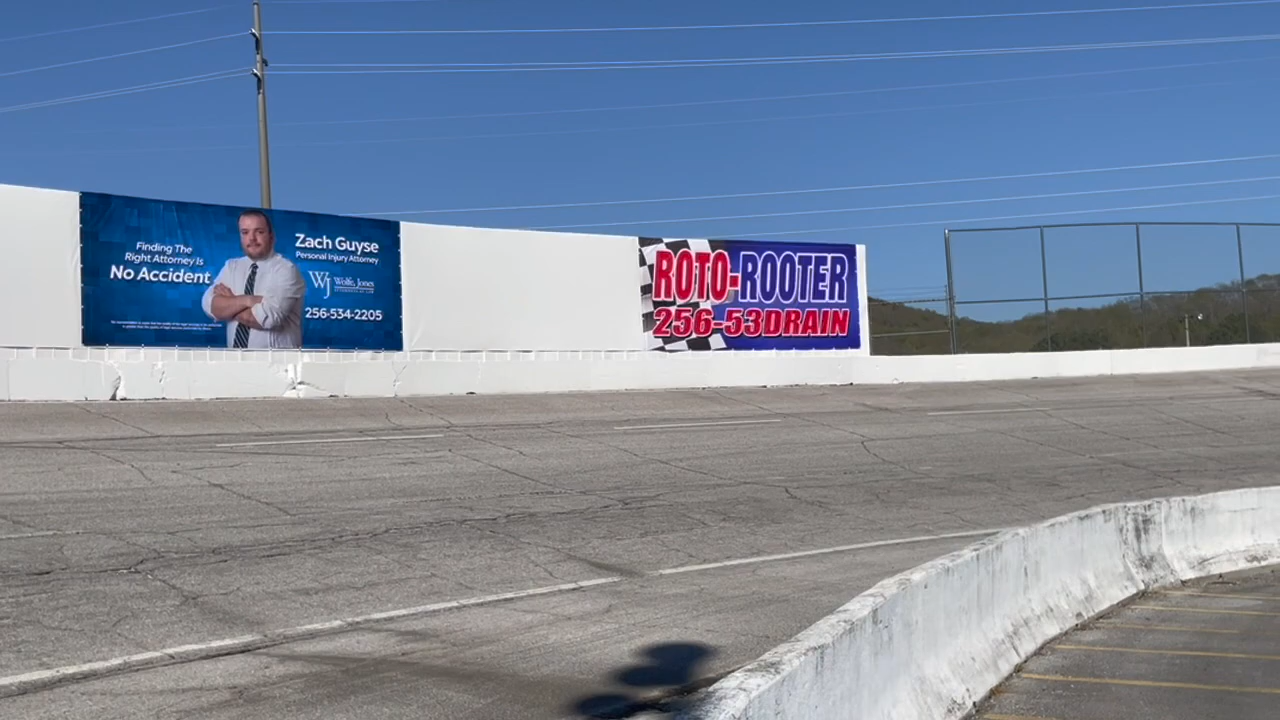 Finding The
Right Attorney Is
No Accident.
Zach Guyse
Personal Injury Attorney
WJ Wolfe, Jones
256-534-2205
ROTO-ROOTER
256-53DRAIN